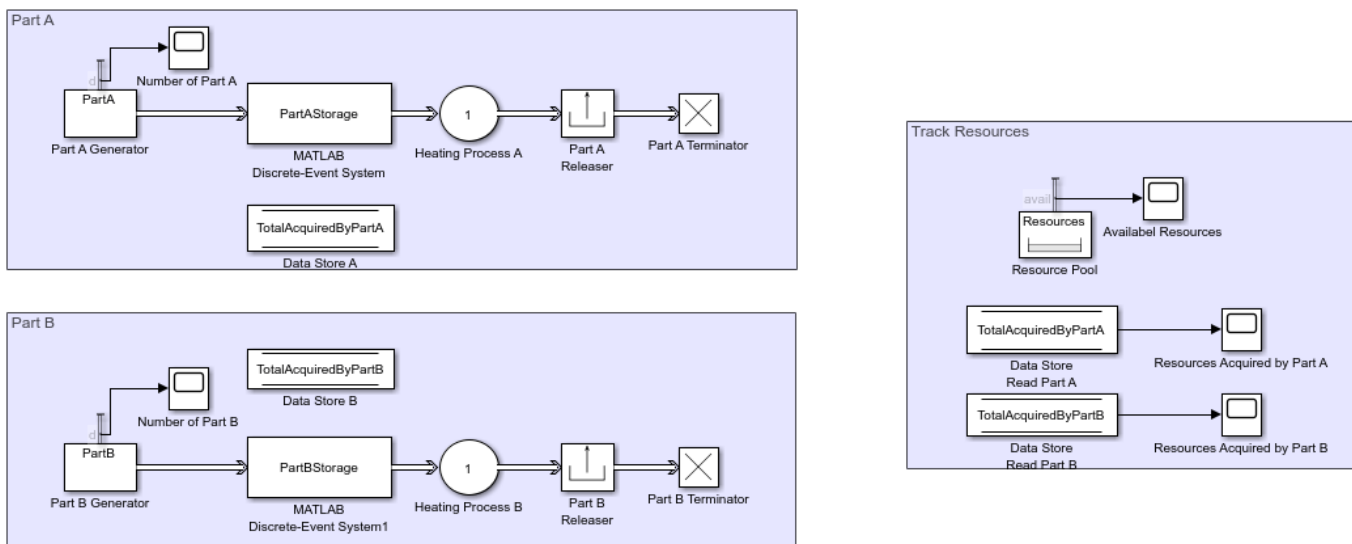 Part A
Number of Part A
d
PartA
Part A Generator
PartAStorage
MATLAB
Discrete-Event System
1
Heating Process A
Part A
Releaser
Part A Terminator
TotalAcquiredByPartA
Data Store A
Part B
TotalAcquiredByPartB
Data Store B
Number of Part B
d
PartB
Part B Generator
PartBStorage
MATLAB
Discrete-Event System1
1
Heating Process B
Part B
Releaser
Part B Terminator
Track Resources
avail
Resources
Resource Pool
Availabel Resources
TotalAcquiredByPartA
Data Store
Read Part A
Resources Acquired by Part A
TotalAcquiredByPartB
Data Store
Read Part B
Resources Acquired by Part B